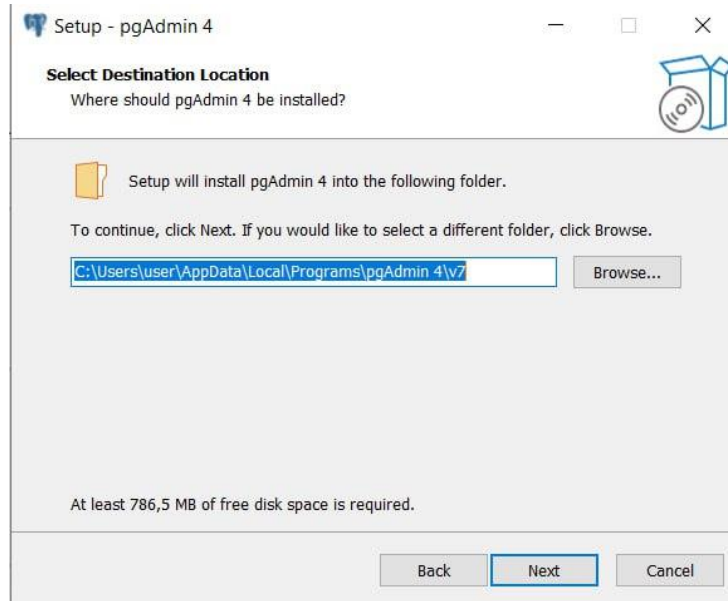 Setup - pgAdmin 4
Select Destination Location
Where should pgAdmin 4 be installed?
Setup will install pgAdmin 4 into the following folder.
To continue, click Next. If you would like to select a different folder, click Browse.
C:\Users\user\AppData\Local\Programs\pgAdmin 4\v7
Browse...
At least 786,5 MB of free disk space is required.
Back
Next
Cancel